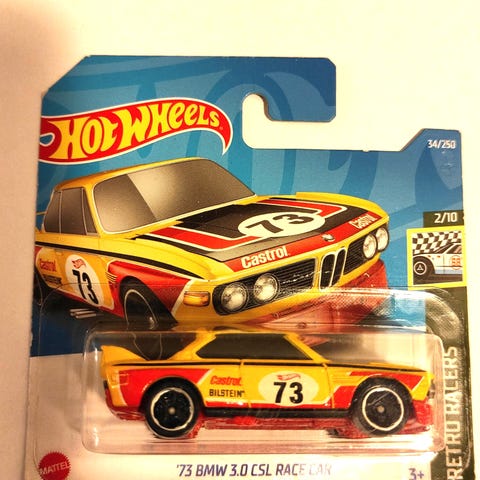 HOT WHEELS
34/250
2/10
68
73
Castrol
Castrol
73
RETRO RACERS
Castrol
BILSTEIN
73
MATTEL
'73 BMW 3.0 CSL RACE CAR
3+